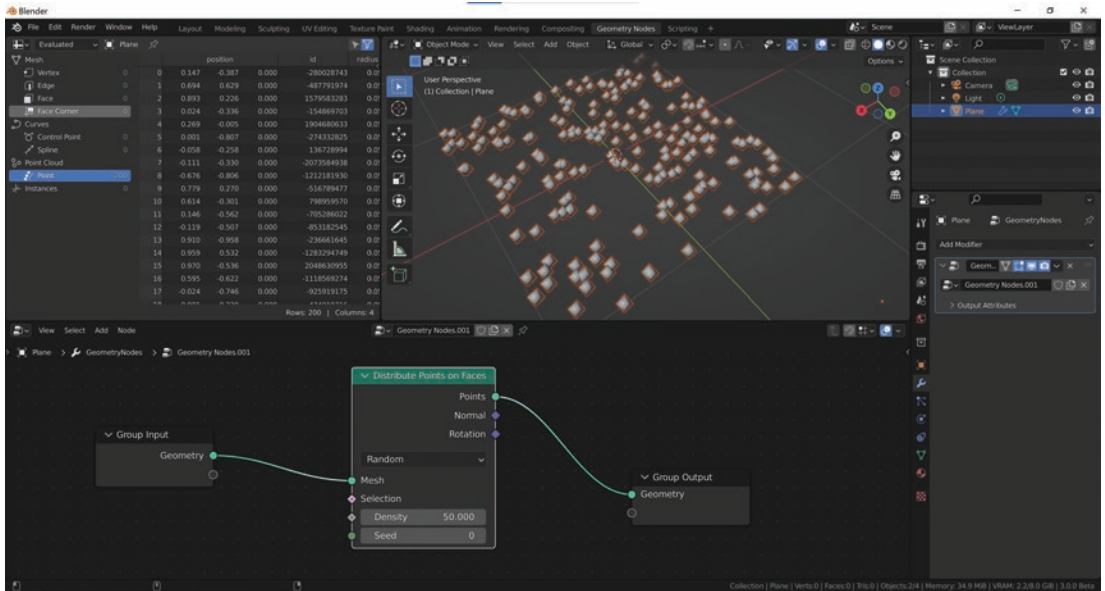 Blender
File Edit Render Window Help Layout Modeling Sculpting UV Editing Texture Paint Shading Animation Rendering Compositing Geometry Nodes Scripting + Scene ViewLayer
Evaluated Plane
Object Mode View Select Add Object Global
Options
Mesh
Vertex 0
Edge 0
Face 0
Face Corner 0
Curves
Control Point 0
Spline 0
Point Cloud
Point 200
Instances 0
position id radius
0 0.147 -0.387 0.000 -280028743
1 0.694 0.629 0.000 -487791974
2 0.893 0.226 0.000 1579583283
3 0.024 -0.336 0.000 -154669703
4 0.269 -0.005 0.000 1904680633
5 0.001 -0.807 0.000 -274332825
6 -0.058 -0.258 0.000 136728994
7 -0.111 -0.330 0.000 -2073584938
8 -0.676 -0.806 0.000 -1212181930
9 0.779 0.270 0.000 -516789477
10 0.614 -0.301 0.000 798959570
11 0.146 -0.562 0.000 -705286022
12 -0.119 -0.507 0.000 -853182545
13 0.910 -0.958 0.000 -236661645
14 0.959 0.532 0.000 -1283294749
15 0.970 -0.536 0.000 2048630955
16 0.595 -0.622 0.000 -1118569274
17 -0.024 -0.746 0.000 -925919175
Rows: 200 | Columns: 4
User Perspective
(1) Collection | Plane
Scene Collection
Collection
Camera
Light
Plane
Plane GeometryNodes
Add Modifier
Geom...
Geometry Nodes.001
Output Attributes
View Select Add Node
Geometry Nodes.001
Plane > GeometryNodes > Geometry Nodes.001
Group Input
Geometry
Distribute Points on Faces
Points
Normal
Rotation
Random
Mesh
Selection
Density 50.000
Seed 0
Group Output
Geometry
Collection | Plane | Verts:0 | Faces:0 | Tris:0 | Objects:2/4 | Memory: 34.9 MiB | VRAM: 2.2/8.0 GiB | 3.0.0 Beta